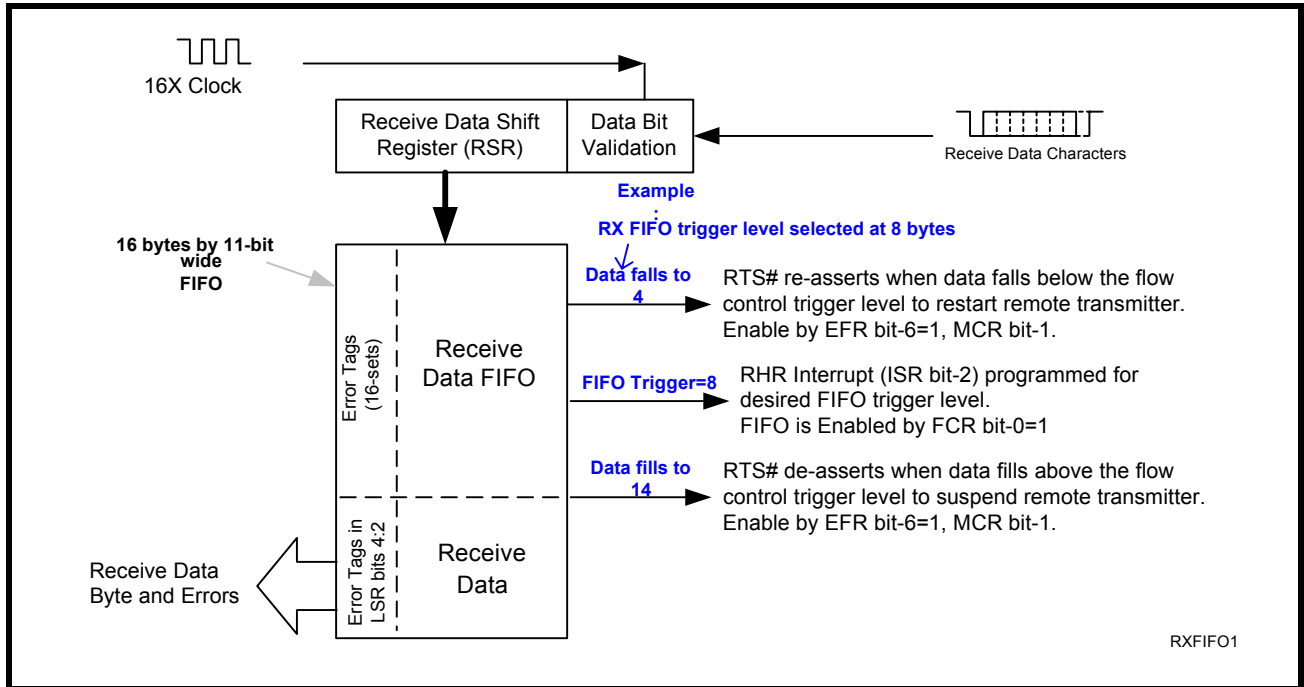 16X Clock
Receive Data Shift
Register (RSR)
Data Bit
Validation
Receive Data Characters
Example
:
RX FIFO trigger level selected at 8 bytes
16 bytes by 11-bit
wide
FIFO
Error Tags
(16-sets)
Receive
Data FIFO
Data falls to
4
RTS# re-asserts when data falls below the flow
control trigger level to restart remote transmitter.
Enable by EFR bit-6=1, MCR bit-1.
FIFO Trigger=8
RHR Interrupt (ISR bit-2) programmed for
desired FIFO trigger level.
FIFO is Enabled by FCR bit-0=1
Data fills to
14
RTS# de-asserts when data fills above the flow
control trigger level to suspend remote transmitter.
Enable by EFR bit-6=1, MCR bit-1.
Error Tags in
LSR bits 4:2
Receive
Data
Receive Data
Byte and Errors
RXFIFO1